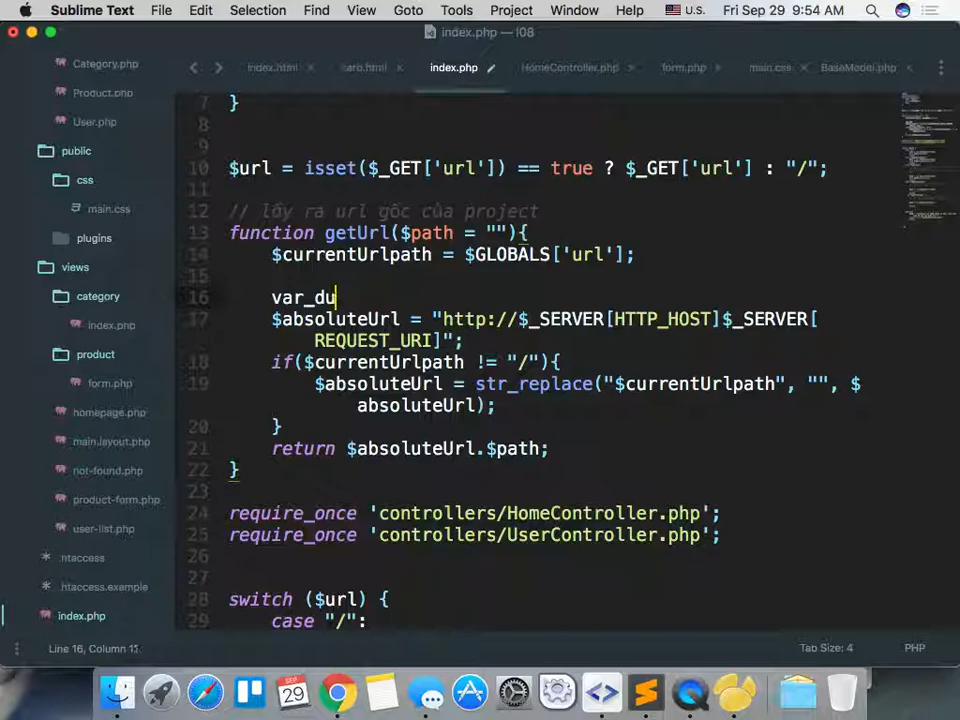 Sublime Text File Edit Selection Find View Goto Tools Project Window Help U.S. Fri Sep 29 9:54 AM
index.php — l08
index.html carb.html index.php HomeController.php form.php main.css BaseModel.php
Category.php
Product.php
User.php
public
css
main.css
plugins
views
category
index.php
product
form.php
homepage.php
main.layout.php
not-found.php
product-form.php
user-list.php
.htaccess
htaccess.example
index.php
7 }
8
9
10 $url = isset($_GET['url']) == true ? $_GET['url'] : "/";
11
12 // lấy ra url gốc của project
13 function getUrl($path = ""){
14 $currentUrlpath = $GLOBALS['url'];
15
16 var_du
17 $absoluteUrl = "http://$_SERVER[HTTP_HOST]$_SERVER[
REQUEST_URI]";
18 if($currentUrlpath != "/"){
19 $absoluteUrl = str_replace("$currentUrlpath", "", $
absoluteUrl);
20 }
21 return $absoluteUrl.$path;
22 }
23
24 require_once 'controllers/HomeController.php';
25 require_once 'controllers/UserController.php';
26
27
28 switch ($url) {
29 case "/":
Line 16, Column 11 Tab Size: 4 PHP
SEP
29